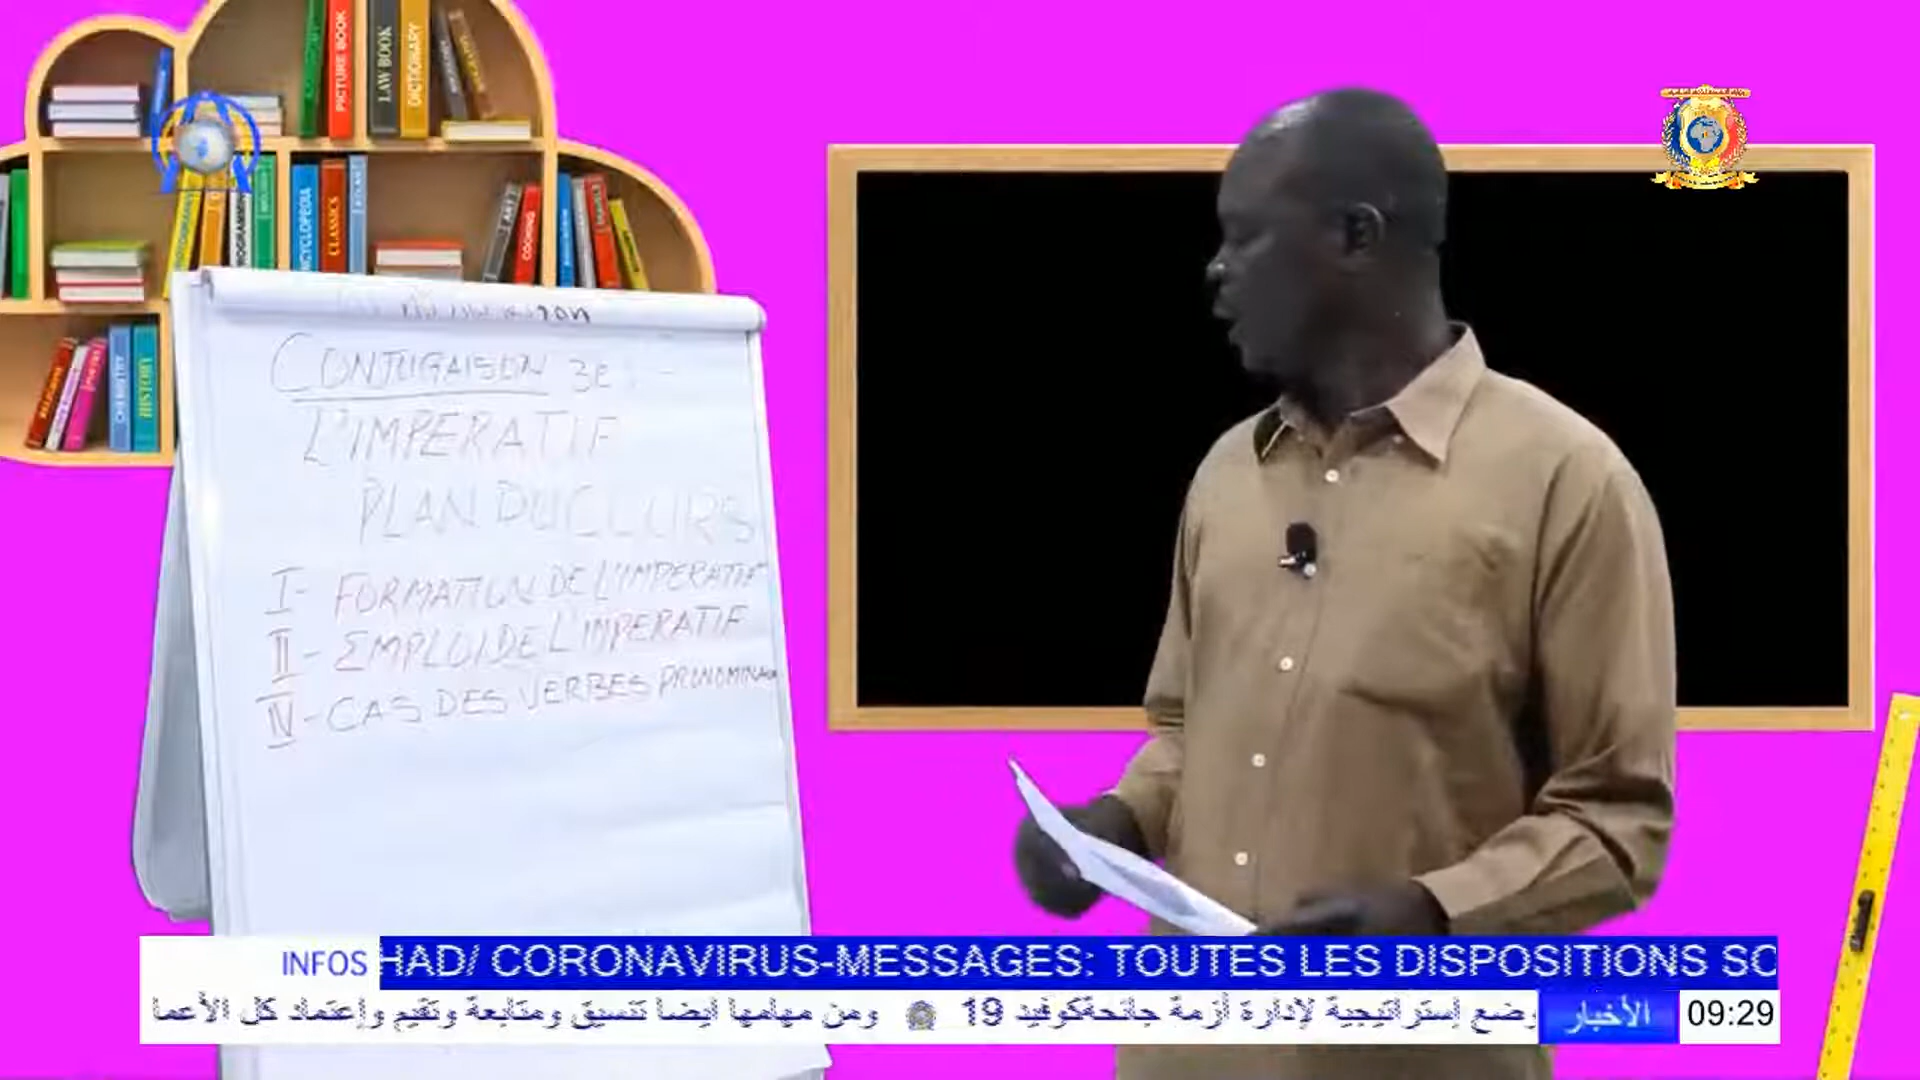 PICTURE BOOK
LAW BOOK
DICTIONARY
ENCYCLOPEDIA
CLASSICS
ART
COOKING
CHEMISTRY
HISTORY
CONJUGAISON 3e
L'IMPERATIF
PLAN DU COURS
I- FORMATION DE L'IMPERATIF
II- EMPLOI DE L'IMPERATIF
IV- CAS DES VERBES PRONOMINAUX
INFOS HAD/ CORONAVIRUS-MESSAGES: TOUTES LES DISPOSITIONS SO
وضع إستراتيجية لإدارة أزمة جائحةكوفيد 19 ومن مهامها ايضا تنسيق ومتابعة وتقيم وإعتماد كل الأعما
الأخبار 09:29